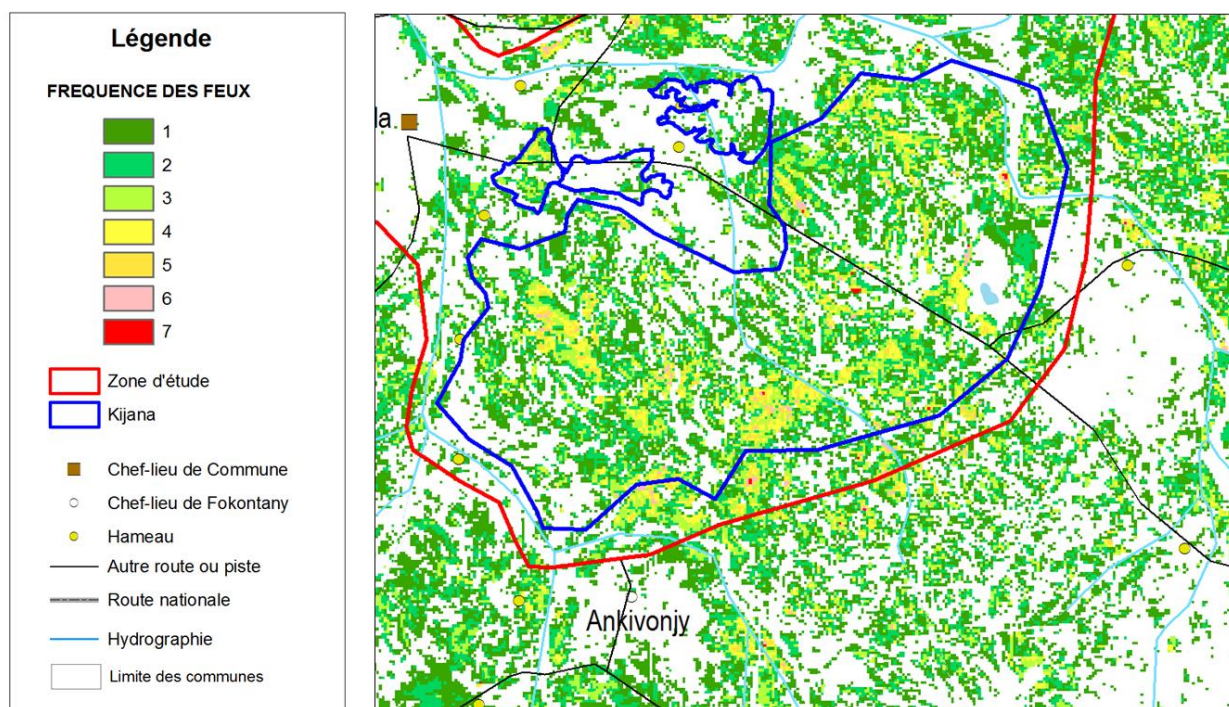 Légende
FREQUENCE DES FEUX
1
2
3
4
5
6
7
Zone d'étude
Kijana
Chef-lieu de Commune
Chef-lieu de Fokontany
Hameau
Autre route ou piste
Route nationale
Hydrographie
Limite des communes
la
Ankivonjy